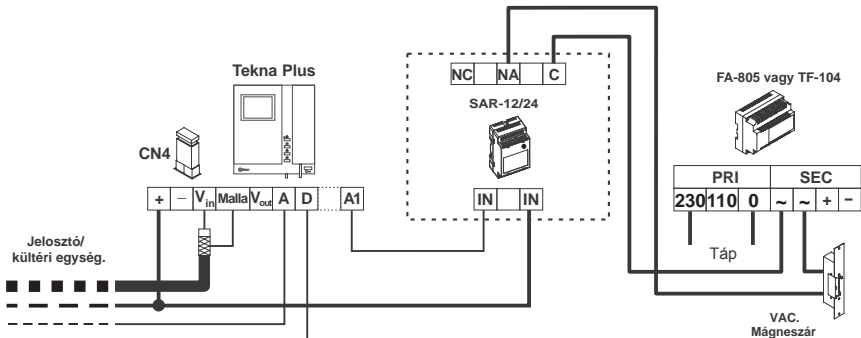 NC NA C
Tekna Plus
FA-805 vagy TF-104
SAR-12/24
CN4
PRI SEC
+ – Vin Malla Vout A D A1
IN IN
230 110 0 ~ ~ + –
Jelosztó/
kültéri egység.
Táp
VAC.
Mágneszár